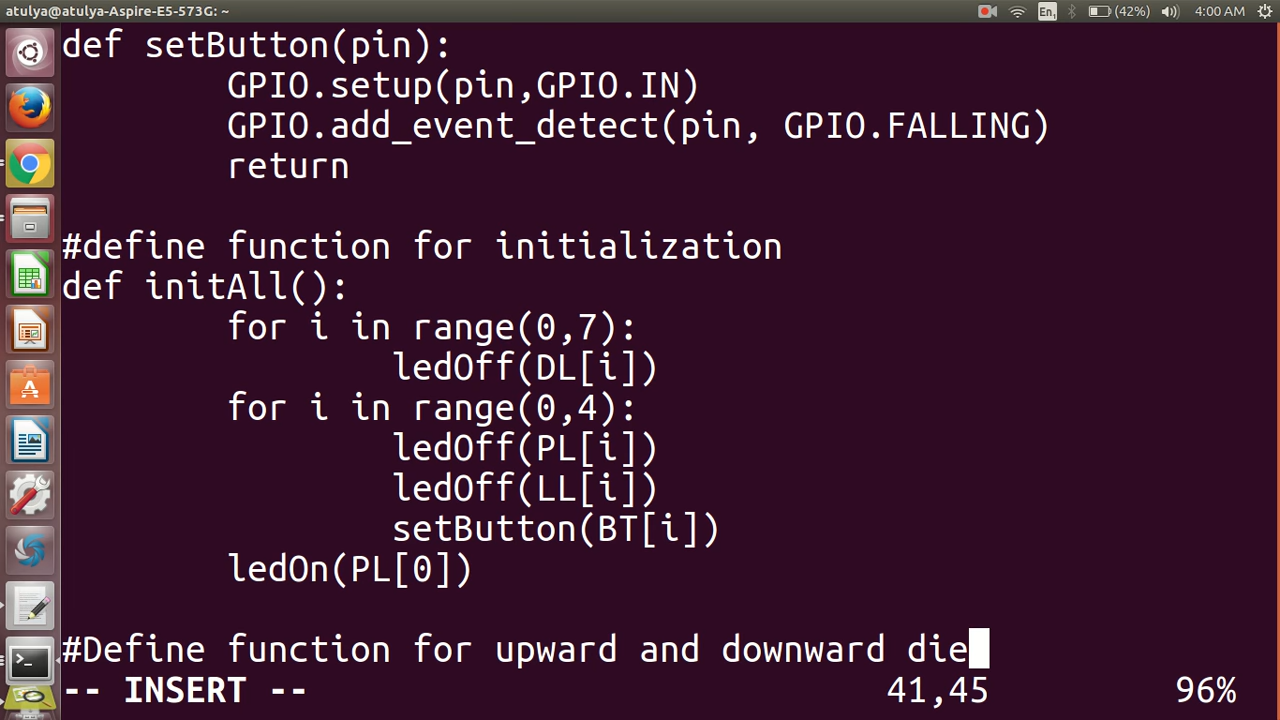 atulya@atulya-Aspire-E5-573G: ~
En1 (42%) 4:00 AM
def setButton(pin):
GPIO.setup(pin,GPIO.IN)
GPIO.add_event_detect(pin, GPIO.FALLING)
return
#define function for initialization
def initAll():
for i in range(0,7):
ledOff(DL[i])
for i in range(0,4):
ledOff(PL[i])
ledOff(LL[i])
setButton(BT[i])
ledOn(PL[0])
#Define function for upward and downward die
-- INSERT -- 41,45 96%